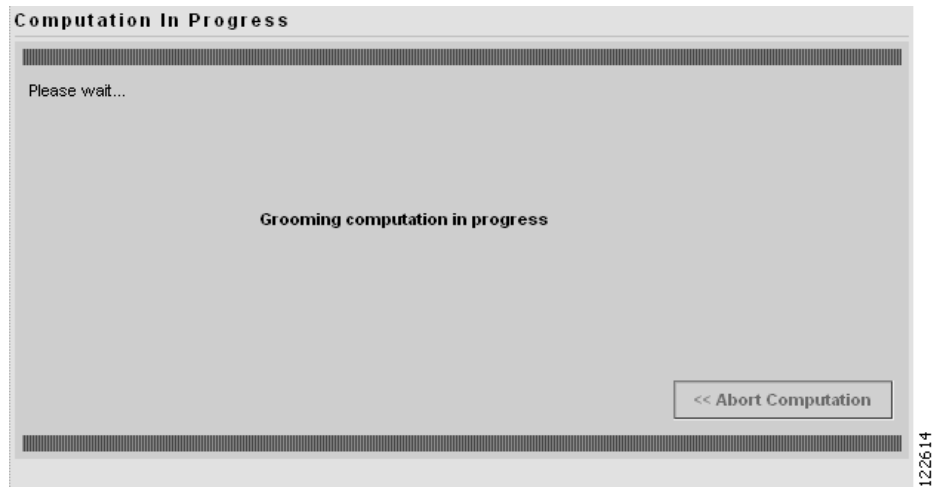 Computation In Progress
Please wait...
Grooming computation in progress
<< Abort Computation
122614